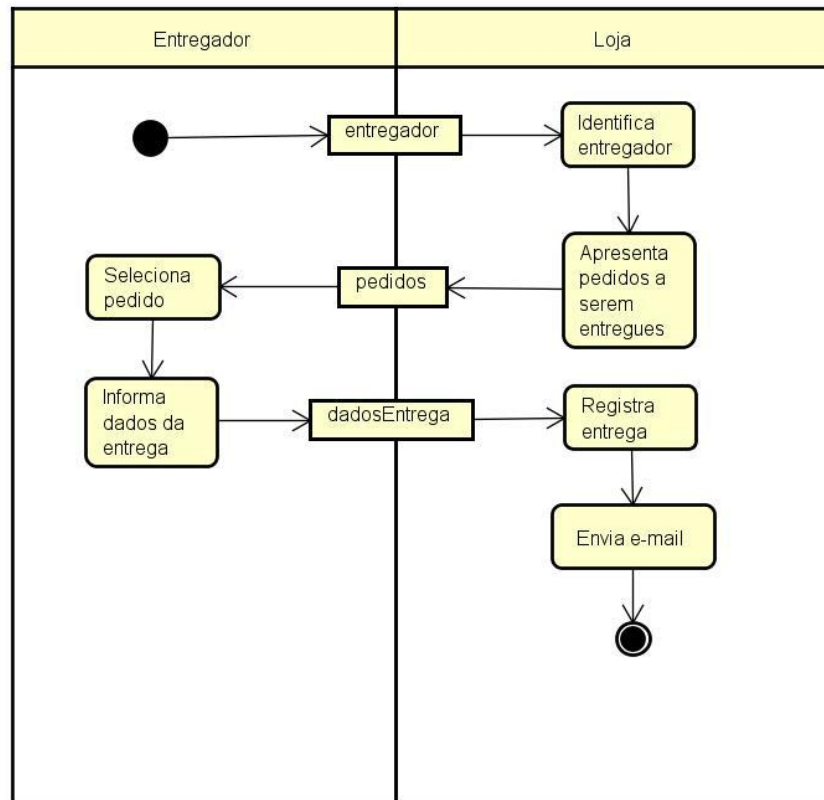 Entregador
Loja
entregador
Identifica
entregador
Apresenta
pedidos a
serem
entregues
pedidos
Seleciona
pedido
Informa
dados da
entrega
dadosEntrega
Registra
entrega
Envia e-mail